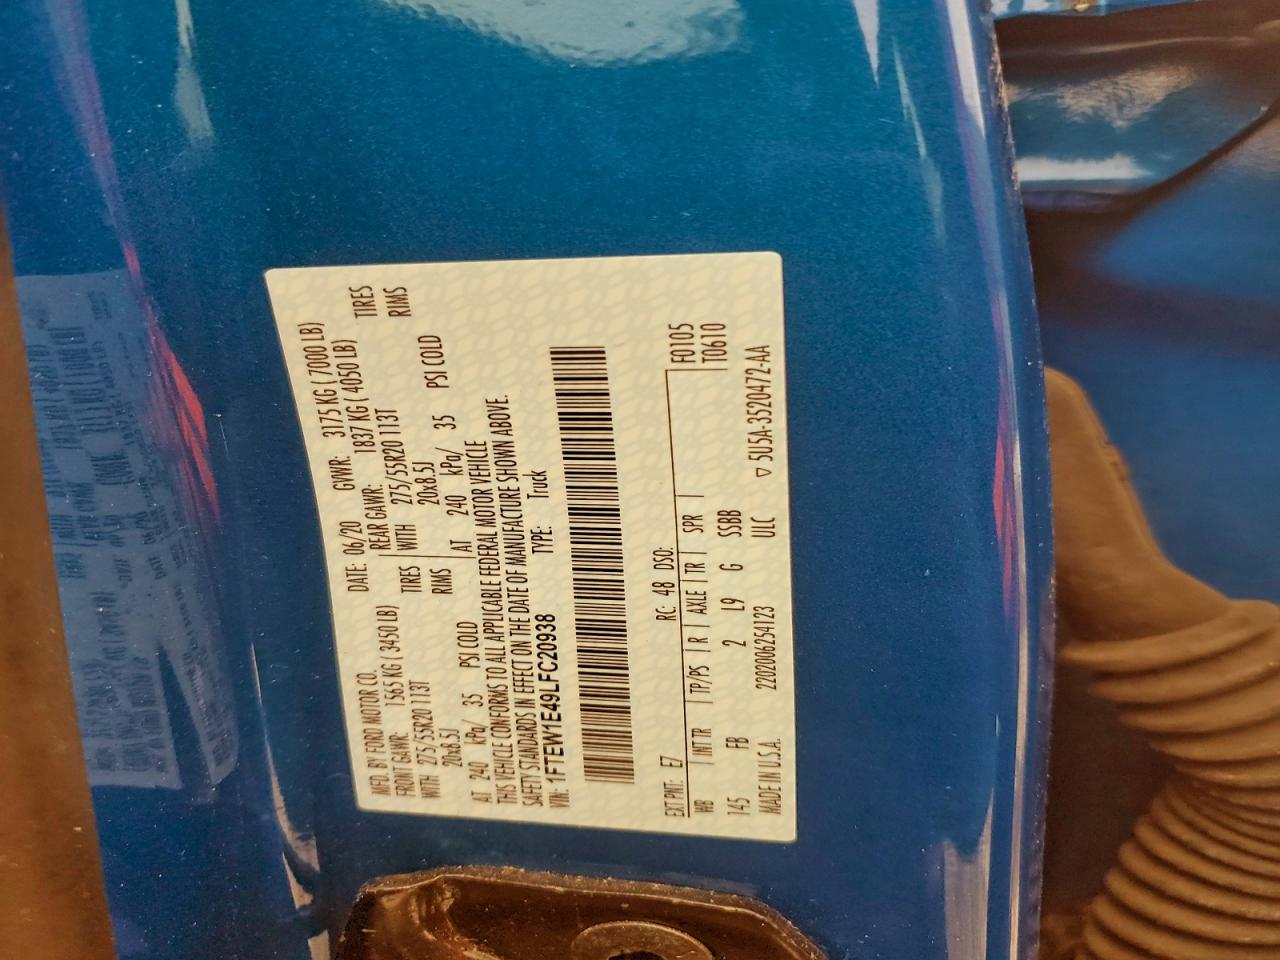 MFD. BY FORD MOTOR CO.
DATE: 06/20 GVWR: 3175 KG ( 7000 LB)
FRONT GAWR: 1565 KG ( 3450 LB) REAR GAWR: 1837 KG ( 4050 LB)
WITH 275/55R20 113T TIRES WITH 275/55R20 113T TIRES
20x8.5J RIMS 20x8.5J RIMS
AT 240 kPa/ 35 PSI COLD AT 240 kPa/ 35 PSI COLD
THIS VEHICLE CONFORMS TO ALL APPLICABLE FEDERAL MOTOR VEHICLE
SAFETY STANDARDS IN EFFECT ON THE DATE OF MANUFACTURE SHOWN ABOVE.
VIN: 1FTEW1E49LFC20938 TYPE: Truck
EXT PNT: E7 RC: 48 DSO: F0105
WB INTR TP/PS R AXLE TR SPR T0610
145 FB 2 L9 G SSBB
MADE IN U.S.A. 2202006254123 ULC ▽ 5U5A-3520472-AA